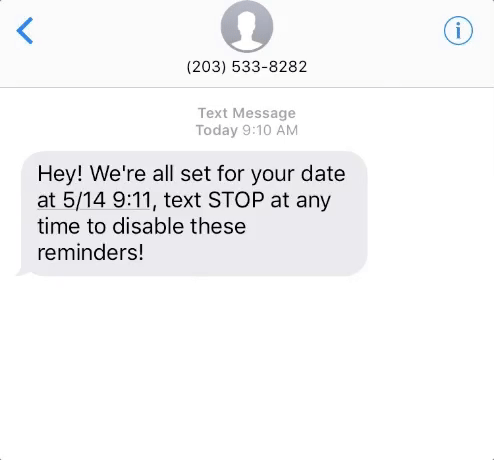 (203) 533-8282
Text Message
Today 9:10 AM
Hey! We're all set for your date
at 5/14 9:11, text STOP at any
time to disable these
reminders!